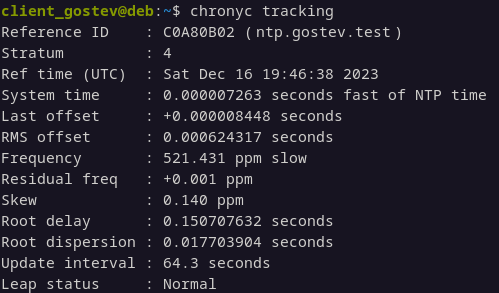 client_gostev@deb:~$ chronyc tracking
Reference ID    : C0A80B02 (ntp.gostev.test)
Stratum         : 4
Ref time (UTC)  : Sat Dec 16 19:46:38 2023
System time     : 0.000007263 seconds fast of NTP time
Last offset     : +0.000008448 seconds
RMS offset      : 0.000624317 seconds
Frequency       : 521.431 ppm slow
Residual freq   : +0.001 ppm
Skew            : 0.140 ppm
Root delay      : 0.150707632 seconds
Root dispersion : 0.017703904 seconds
Update interval : 64.3 seconds
Leap status     : Normal